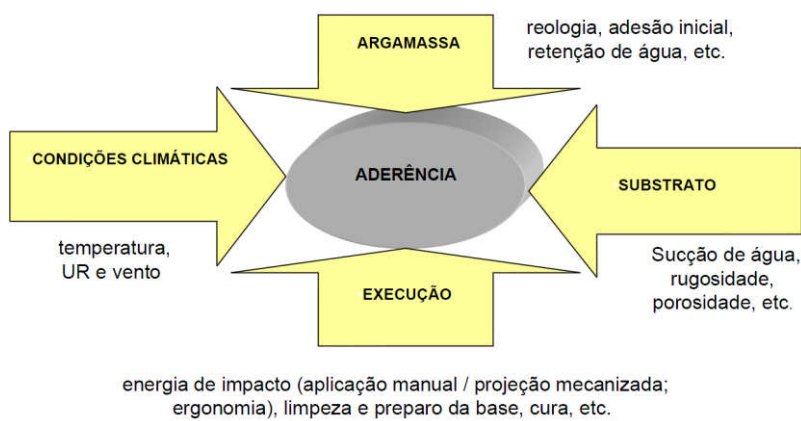 ARGAMASSA
reologia, adesão inicial,
retenção de água, etc.
CONDIÇÕES CLIMÁTICAS
ADERÊNCIA
SUBSTRATO
temperatura,
UR e vento
Sucção de água,
rugosidade,
porosidade, etc.
EXECUÇÃO
energia de impacto (aplicação manual / projeção mecanizada;
ergonomia), limpeza e preparo da base, cura, etc.